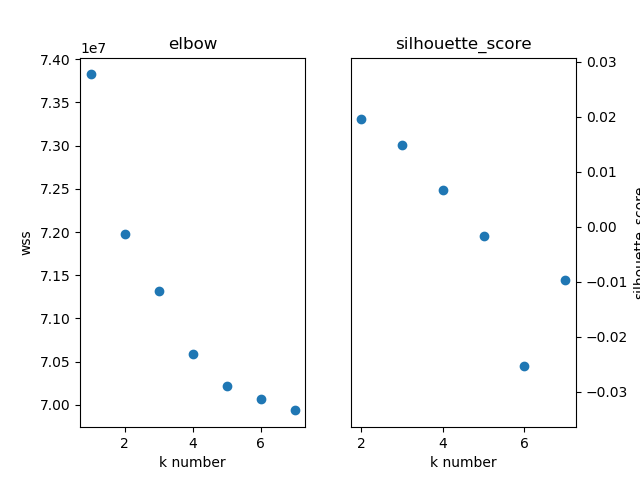 elbow
1e7
7.40
7.35
7.30
7.25
7.20
7.15
7.10
7.05
7.00
wss
2 4 6
k number
silhouette_score
0.03
0.02
0.01
0.00
−0.01
−0.02
−0.03
silhouette_score
2 4 6
k number